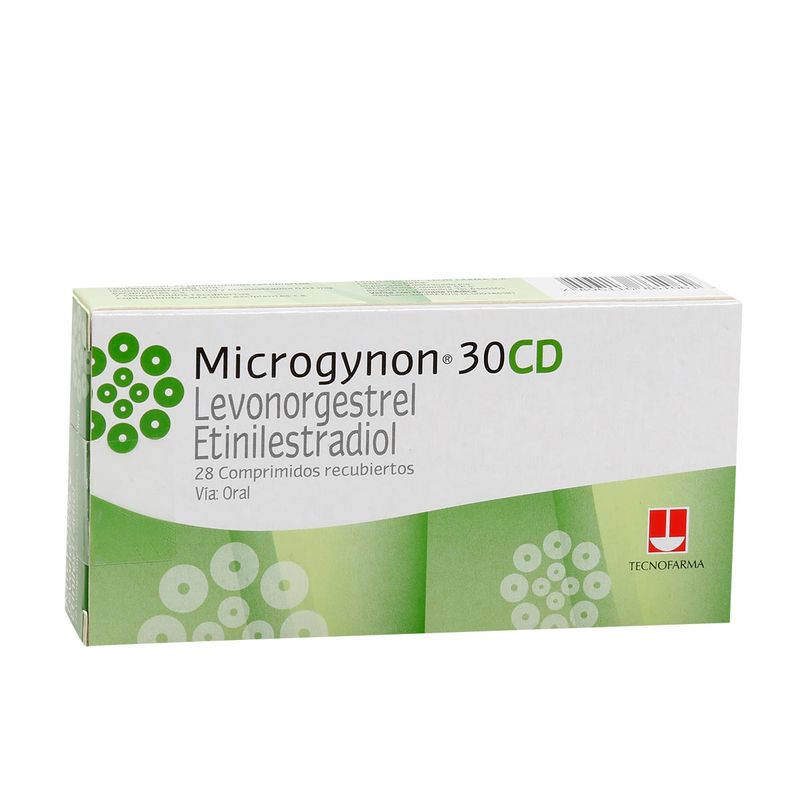 Microgynon® 30CD
Levonorgestrel
Etinilestradiol
28 Comprimidos recubiertos
Vía: Oral
TECNOFARMA